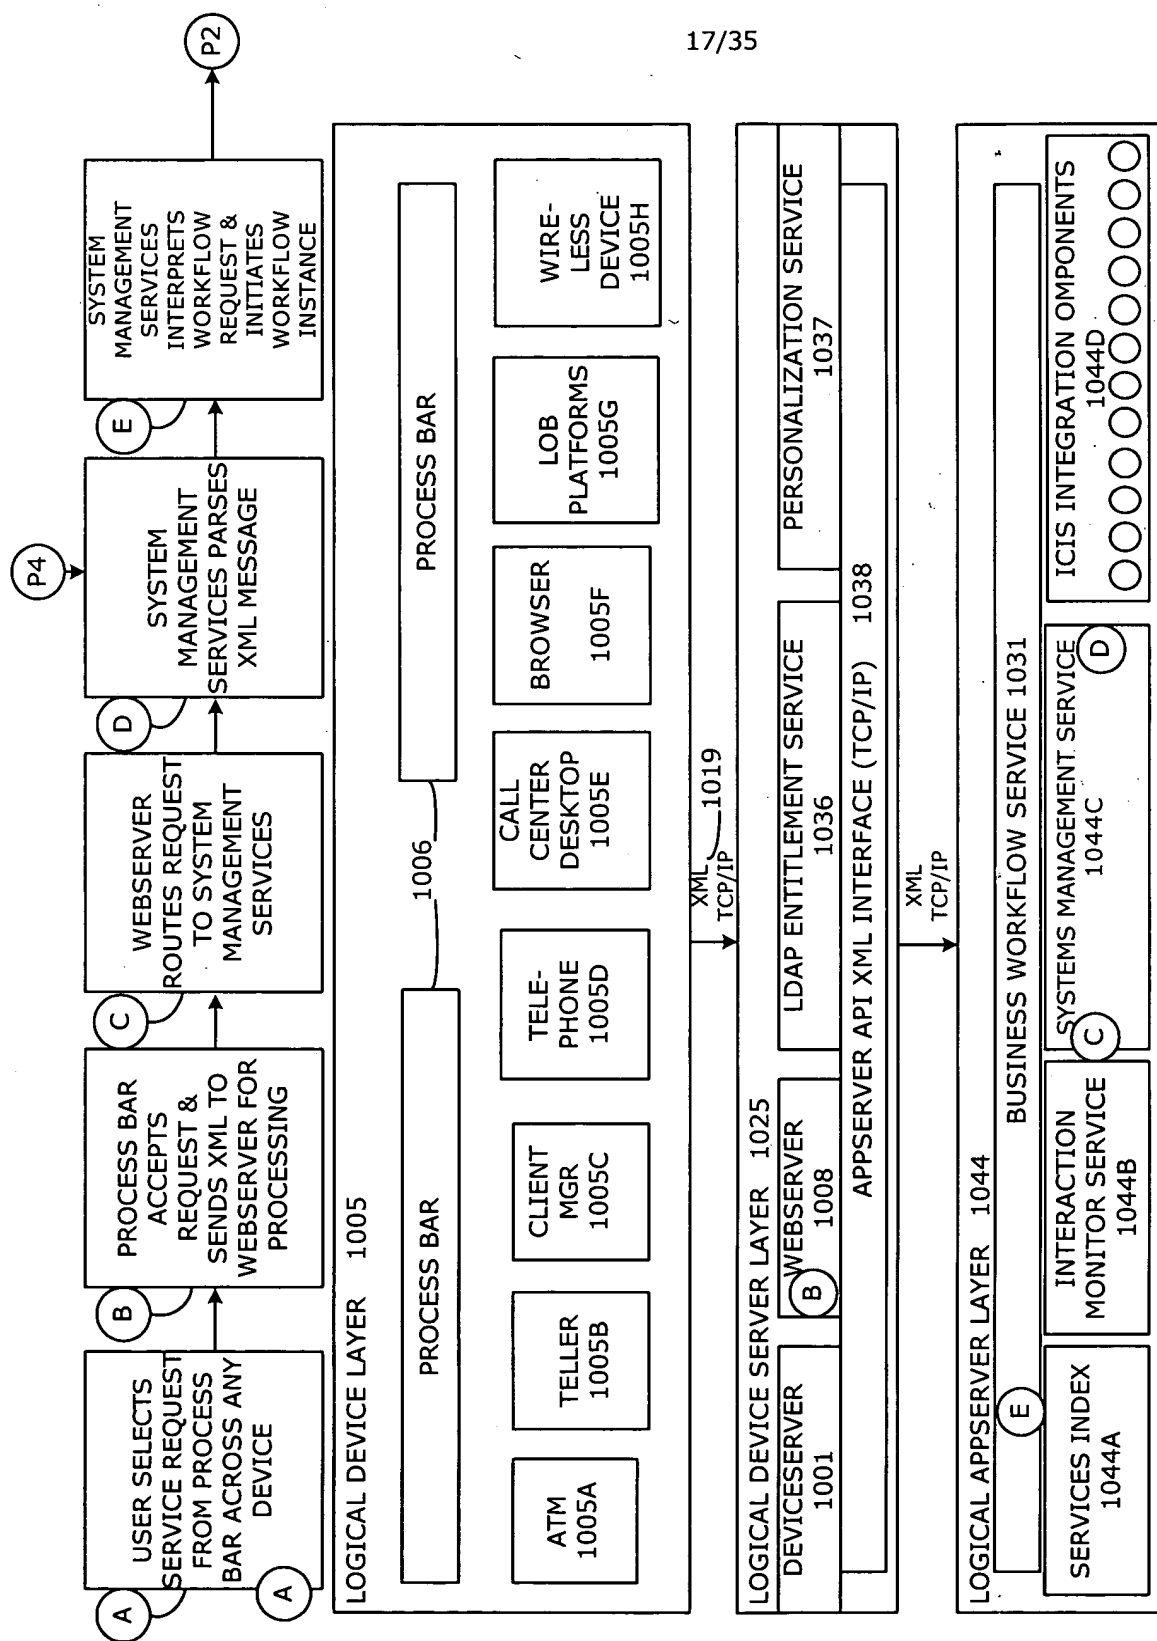 17/35
A
USER SELECTS
SERVICE REQUEST
FROM PROCESS
BAR ACROSS ANY
DEVICE
A
B
PROCESS BAR
ACCEPTS
REQUEST &
SENDS XML TO
WEBSERVER FOR
PROCESSING
C
WEBSERVER
ROUTES REQUEST
TO SYSTEM
MANAGEMENT
SERVICES
D
P4
SYSTEM
MANAGEMENT
SERVICES PARSES
XML MESSAGE
E
SYSTEM
MANAGEMENT
SERVICES
INTERPRETS
WORKFLOW
REQUEST &
INITIATES
WORKFLOW
INSTANCE
P2
LOGICAL DEVICE LAYER 1005
PROCESS BAR
1006
PROCESS BAR
ATM
1005A
TELLER
1005B
CLIENT
MGR
1005C
TELE-
PHONE
1005D
CALL
CENTER
DESKTOP
1005E
BROWSER
1005F
LOB
PLATFORMS
1005G
WIRE-
LESS
DEVICE
1005H
XML
TCP/IP
1019
LOGICAL DEVICE SERVER LAYER 1025
DEVICESERVER
1001
B
WEBSERVER
1008
LDAP ENTITLEMENT SERVICE
1036
PERSONALIZATION SERVICE
1037
APPSERVER API XML INTERFACE (TCP/IP) 1038
XML
TCP/IP
LOGICAL APPSERVER LAYER 1044
E
BUSINESS WORKFLOW SERVICE 1031
SERVICES INDEX
1044A
INTERACTION
MONITOR SERVICE
1044B
C
SYSTEMS MANAGEMENT SERVICE
1044C
D
ICIS INTEGRATION OMPONENTS
1044D